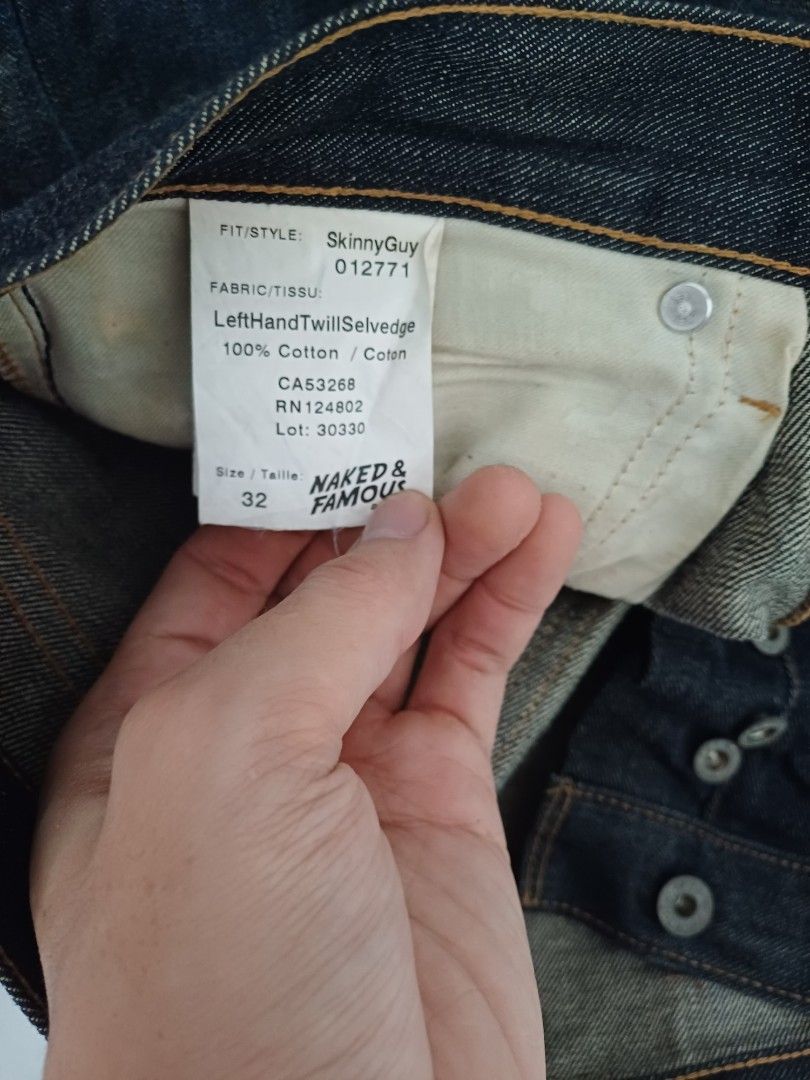 FIT/STYLE: SkinnyGuy
012771
FABRIC/TISSU:
LeftHandTwillSelvedge
100% Cotton / Coton
CA53268
RN124802
Lot: 30330
Size / Taille:
32
NAKED &
FAMOUS